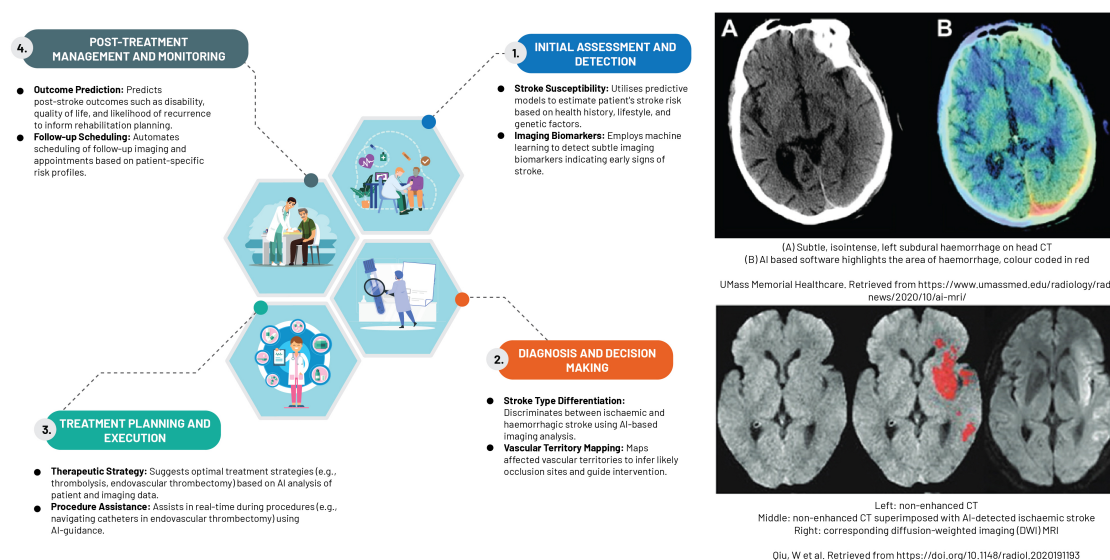 4.
POST-TREATMENT
MANAGEMENT AND MONITORING
Outcome Prediction: Predicts
post-stroke outcomes such as disability,
quality of life, and likelihood of recurrence
to inform rehabilitation planning.
Follow-up Scheduling: Automates
scheduling of follow-up imaging and
appointments based on patient-specific
risk profiles.
1.
INITIAL ASSESSMENT AND
DETECTION
Stroke Susceptibility: Utilises predictive
models to estimate patient's stroke risk
based on health history, lifestyle, and
genetic factors.
Imaging Biomarkers: Employs machine
learning to detect subtle imaging
biomarkers indicating early signs of
stroke.
2.
DIAGNOSIS AND DECISION
MAKING
Stroke Type Differentiation:
Discriminates between ischaemic and
haemorrhagic stroke using AI-based
imaging analysis.
Vascular Territory Mapping: Maps
affected vascular territories to infer likely
occlusion sites and guide intervention.
3.
TREATMENT PLANNING AND
EXECUTION
Therapeutic Strategy: Suggests optimal treatment strategies (e.g.,
thrombolysis, endovascular thrombectomy) based on AI analysis of
patient and imaging data.
Procedure Assistance: Assists in real-time during procedures (e.g.,
navigating catheters in endovascular thrombectomy) using
AI-guidance.
A
B
(A) Subtle, isointense, left subdural haemorrhage on head CT
(B) AI based software highlights the area of haemorrhage, colour coded in red
UMass Memorial Healthcare. Retrieved from https://www.umassmed.edu/radiology/rad
news/2020/10/ai-mri/
Left: non-enhanced CT
Middle: non-enhanced CT superimposed with AI-detected ischaemic stroke
Right: corresponding diffusion-weighted imaging (DWI) MRI
Qiu, W et al. Retrieved from https://doi.org/10.1148/radiol.2020191193